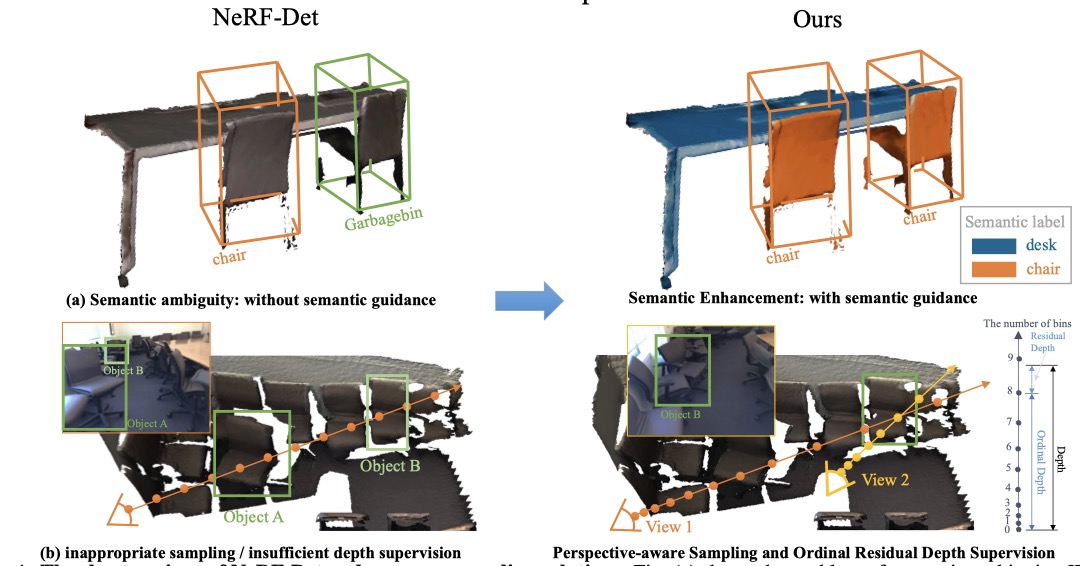 NeRF-Det
Ours
Garbagebin
chair
chair
chair
Semantic label
desk
chair
(a) Semantic ambiguity: without semantic guidance
Semantic Enhancement: with semantic guidance
Object B
Object A
Object A
Object B
Object B
View 1
View 2
The number of bins
Residual
Depth
9
8
7
6
5
4
3
2
1
0
Ordinal Depth
Depth
(b) inappropriate sampling / insufficient depth supervision
Perspective-aware Sampling and Ordinal Residual Depth Supervision